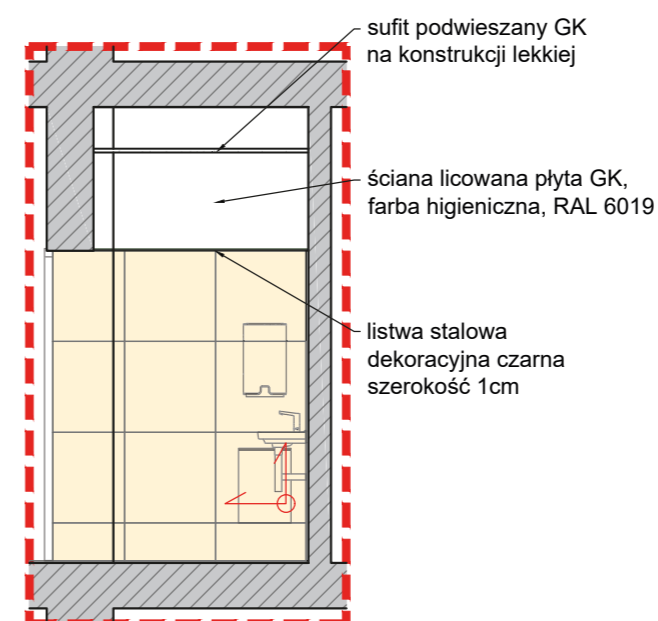 sufit podwieszany GK
na konstrukcji lekkiej
ściana licowana płyta GK,
farba higieniczna, RAL 6019
listwa stalowa
dekoracyjna czarna
szerokość 1cm